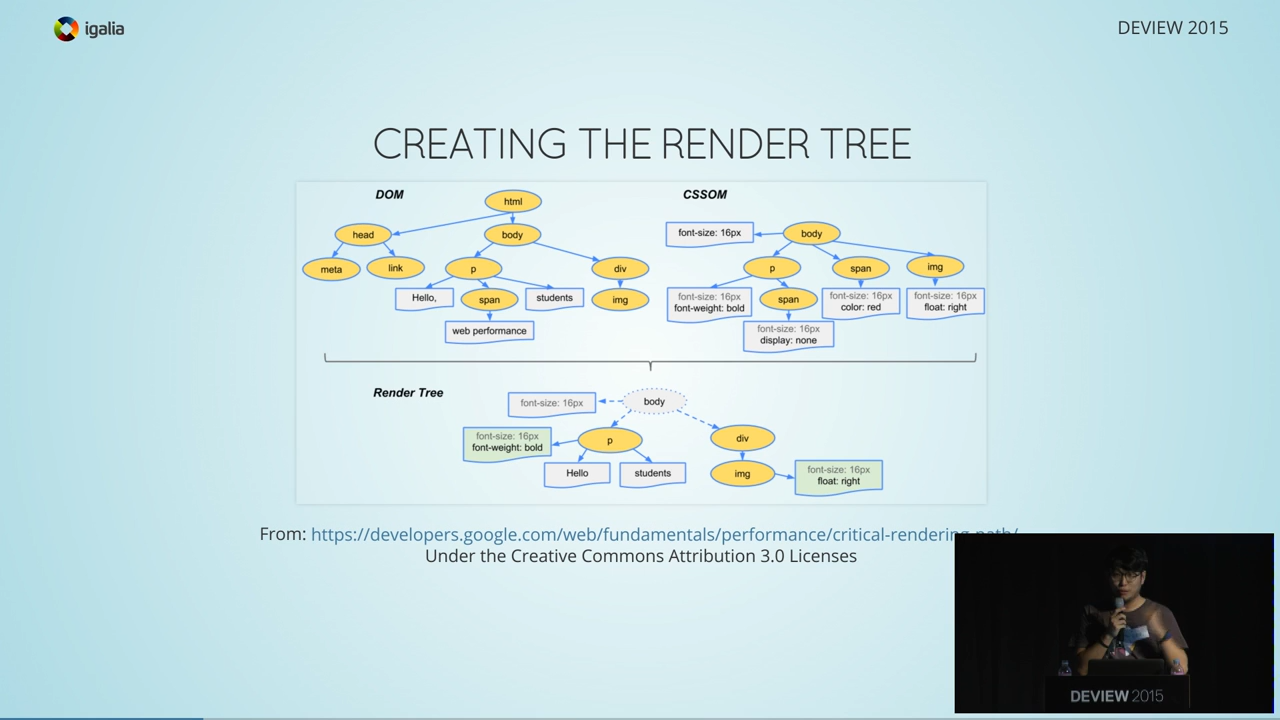 igalia
DEVIEW 2015
CREATING THE RENDER TREE
DOM
CSSOM
html
head
body
font-size: 16px
body
meta
link
p
div
p
span
img
Hello,
span
students
img
font-size: 16px
font-weight: bold
span
font-size: 16px
color: red
font-size: 16px
float: right
web performance
font-size: 16px
display: none
Render Tree
font-size: 16px
body
font-size: 16px
font-weight: bold
p
div
Hello
students
img
font-size: 16px
float: right
From: https://developers.google.com/web/fundamentals/performance/critical-rendering-path/
Under the Creative Commons Attribution 3.0 Licenses
DEVIEW 2015